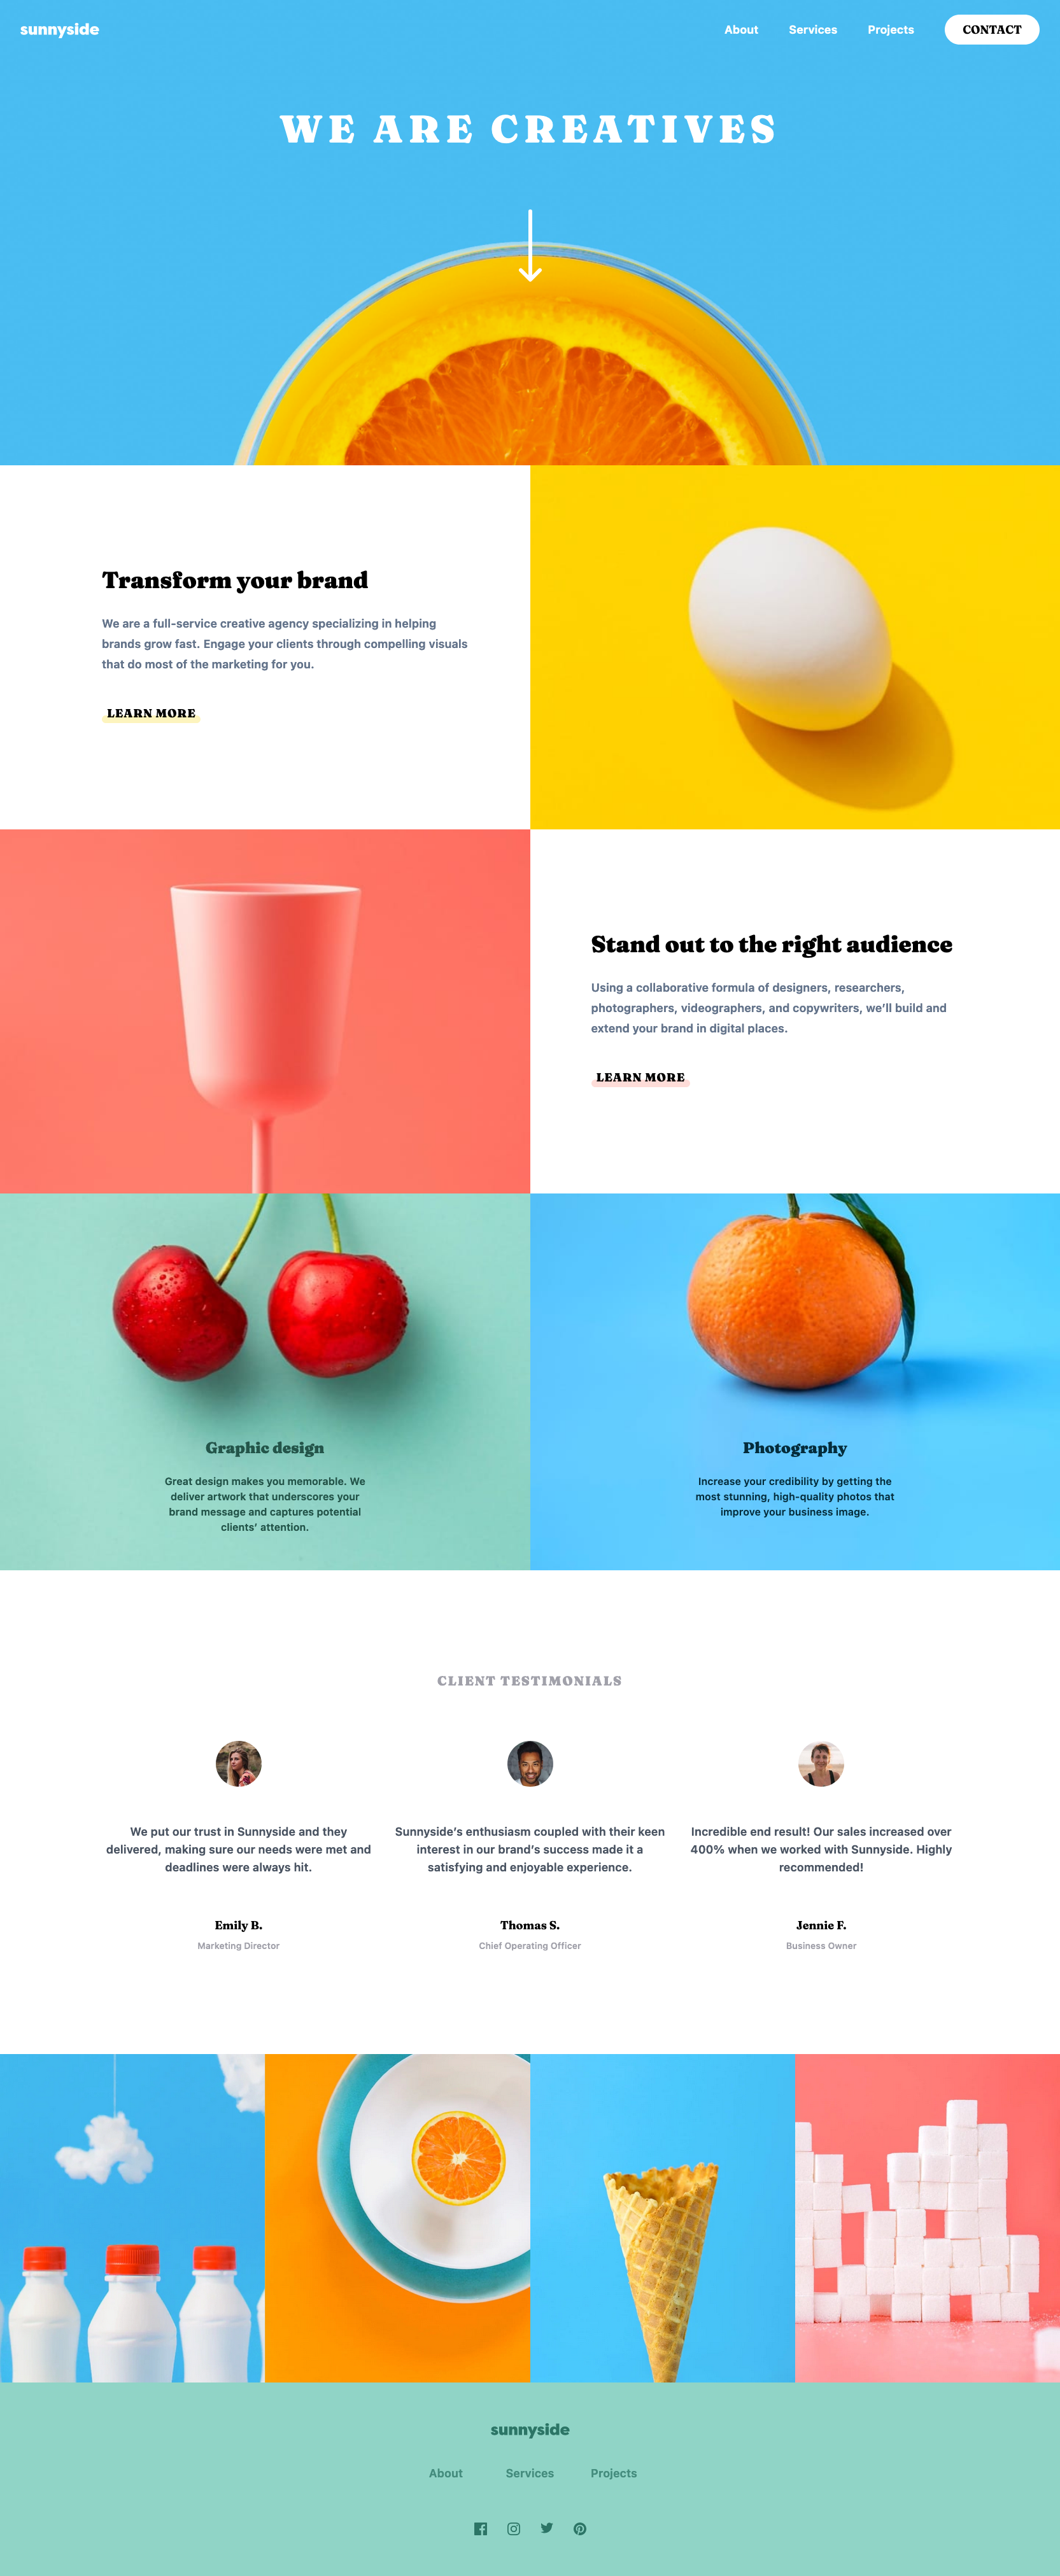 sunnyside
About Services Projects CONTACT
WE ARE CREATIVES
Transform your brand
We are a full-service creative agency specializing in helping
brands grow fast. Engage your clients through compelling visuals
that do most of the marketing for you.
LEARN MORE
Stand out to the right audience
Using a collaborative formula of designers, researchers,
photographers, videographers, and copywriters, we’ll build and
extend your brand in digital places.
LEARN MORE
Graphic design
Great design makes you memorable. We
deliver artwork that underscores your
brand message and captures potential
clients’ attention.
Photography
Increase your credibility by getting the
most stunning, high-quality photos that
improve your business image.
CLIENT TESTIMONIALS
We put our trust in Sunnyside and they
delivered, making sure our needs were met and
deadlines were always hit.
Emily B.
Marketing Director
Sunnyside’s enthusiasm coupled with their keen
interest in our brand’s success made it a
satisfying and enjoyable experience.
Thomas S.
Chief Operating Officer
Incredible end result! Our sales increased over
400% when we worked with Sunnyside. Highly
recommended!
Jennie F.
Business Owner
sunnyside
About Services Projects